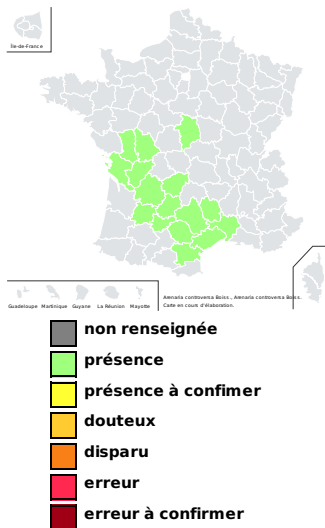 Île-de-France
Guadeloupe Martinique Guyane La Réunion Mayotte
Arenaria controversa Boiss., Arenaria controversa Boiss.
Carte en cours d'élaboration.
non renseignée
présence
présence à confimer
douteux
disparu
erreur
erreur à confirmer